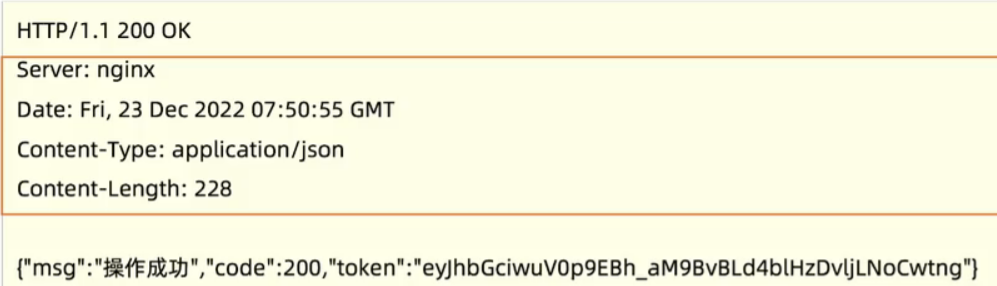 HTTP/1.1 200 OK
Server: nginx
Date: Fri, 23 Dec 2022 07:50:55 GMT
Content-Type: application/json
Content-Length: 228
{"msg":"操作成功","code":200,"token":"eyJhbGciwuV0p9EBh_aM9BvBLd4blHzDvljLNoCwtng"}